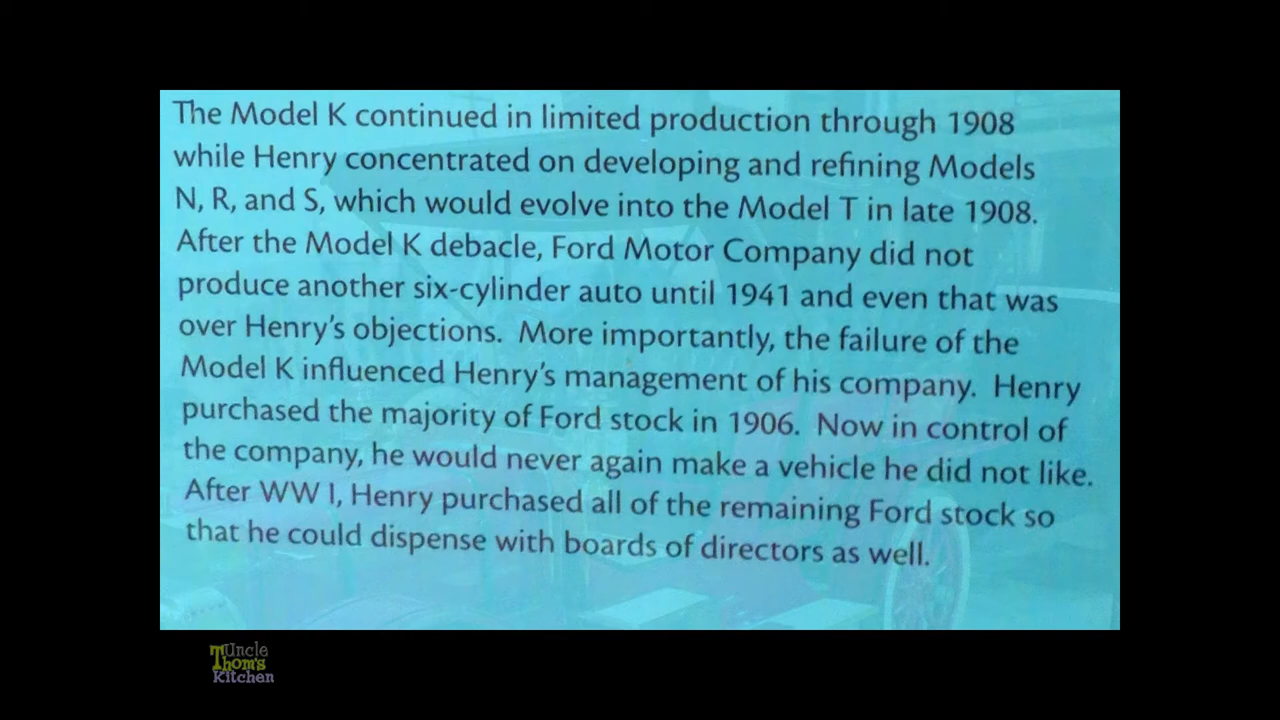 The Model K continued in limited production through 1908
while Henry concentrated on developing and refining Models
N, R, and S, which would evolve into the Model T in late 1908.
After the Model K debacle, Ford Motor Company did not
produce another six-cylinder auto until 1941 and even that was
over Henry's objections. More importantly, the failure of the
Model K influenced Henry's management of his company. Henry
purchased the majority of Ford stock in 1906. Now in control of
the company, he would never again make a vehicle he did not like.
After WW I, Henry purchased all of the remaining Ford stock so
that he could dispense with boards of directors as well.
Uncle
Thom's
Kitchen